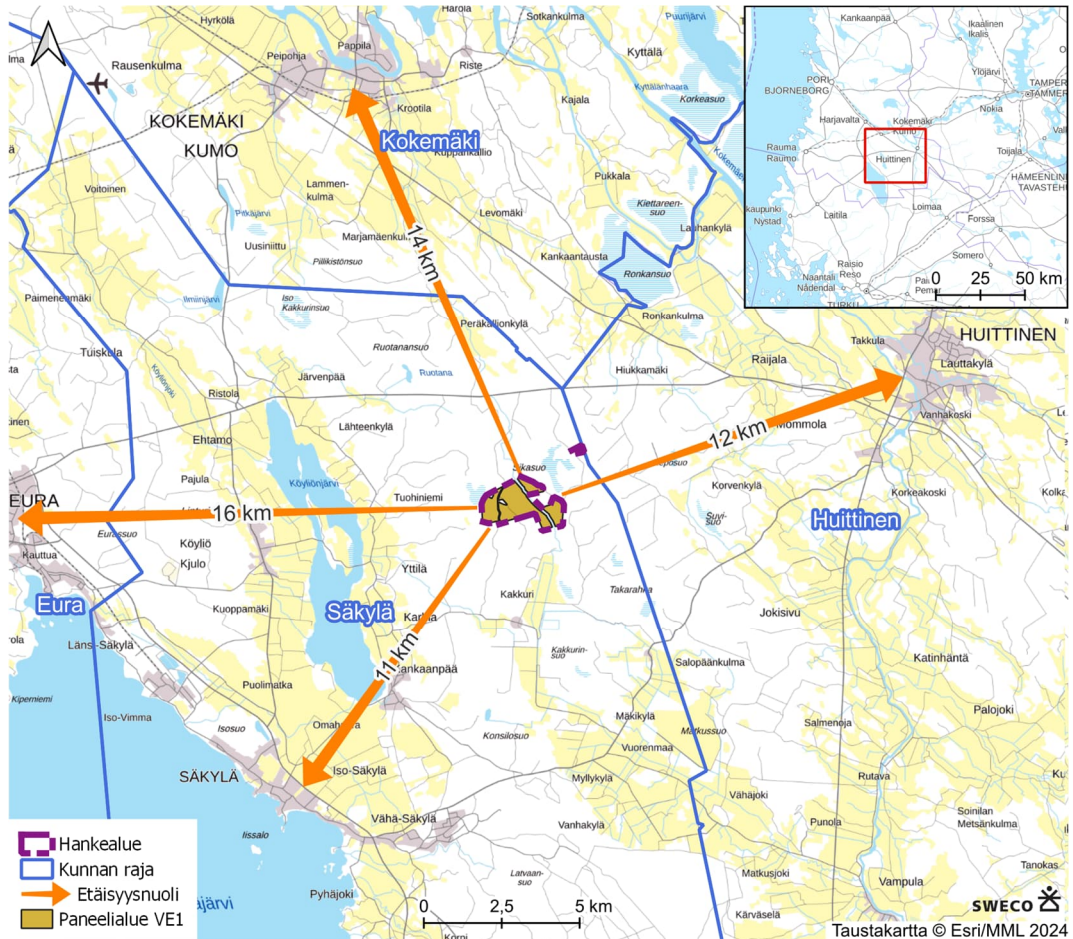 Hyrkölä
Pappila
Harola
Sotkankulma
Puurijärvi
Peipohja
Riste
Kyttälä
Rausenkulma
Kyttälänhaara
Korkeasuo
Krootila
Kajala
KOKEMÄKI
KUMO
Kokemäki
Kuppankallio
Voitoinen
Lammen-
kulma
Pukkala
Pitkäjärvi
Levomäki
Kiettareen-
suo
Uusiniittu
Marjamäenkulma
Lauhankylä
Piilikistönsuo
Kankaantausta
Ronkansuo
14 km
Paimenenmäki
Ilmiinjärvi
Iso
Kakkurinsuo
Ronkankulma
Peräkallionkylä
Takkula
HUITTINEN
Tuiskula
Ruotanansuo
Raijala
Lauttakylä
Köyliönjoki
Järvenpää
Ruotana
Hiukkamäki
Ristola
Vanhakoski
Lähteenkylä
12 km
Mommola
Ehtamo
Sikasuo
Pajula
Köyliönjärvi
Tuohiniemi
Korvenkylä
Korkeakoski
Kolka
EURA
16 km
Suvi-
suo
Huittinen
Eurassuo
Köyliö
Kjulo
Kauttua
Yttilä
Takarahka
Kakkuri
Eura
Kuoppamäki
Säkylä
Jokisivu
Länsi-Säkylä
11 km
Kakkurin-
suo
Salopäänkulma
Katinhäntä
Kankaanpää
Kiperniemi
Puolimatka
Iso-Vimma
Mäkikylä
Palojoki
Isosuo
Konsilosuo
Matkussuo
Salmenoja
Vuorenmaa
SÄKYLÄ
Iso-Säkylä
Myllykylä
Rutava
Vähäjoki
Iissalo
Vähä-Säkylä
Vanhakylä
Punola
Soinilan
Metsänkulma
Latvaan-
suo
Matkusjoki
Tanokas
Pyhäjoki
Vampula
Kärväselä
Hankealue
Kunnan raja
Etäisyysnuoli
Paneelialue VE1
0 2,5 5 km
SWECO
Taustakartta © Esri/MML 2024
Kankaanpää
Ikaalinen
Ikalis
PORI
BJÖRNEBORG
Ylöjärvi
Nokia
Harjavalta
Kokemäki
Kumo
Rauma
Raumo
Huittinen
Toijala
Laitila
Loimaa
Forssa
Nystad
Raisio
Reso
Somero
Naantali
Nådendal
TURKU
0 25 50 km